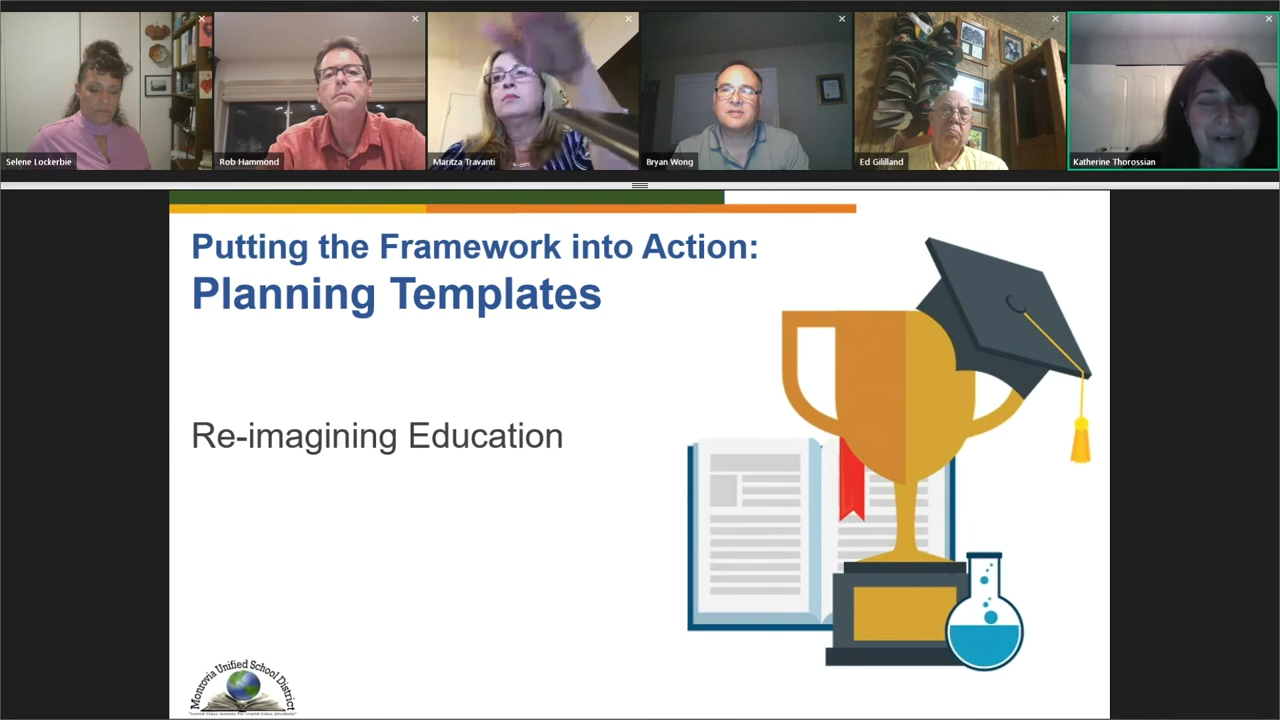 Selene Lockerbie
Rob Hammond
Maritza Travanti
Bryan Wong
Ed Gililland
Katherine Thorossian
Putting the Framework into Action:
Planning Templates
Re-imagining Education
Monrovia Unified School District